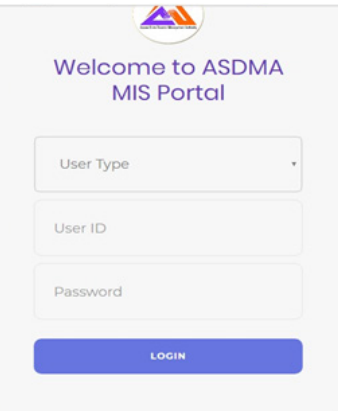 Welcome to ASDMA
MIS Portal
User Type
User ID
Password
LOGIN